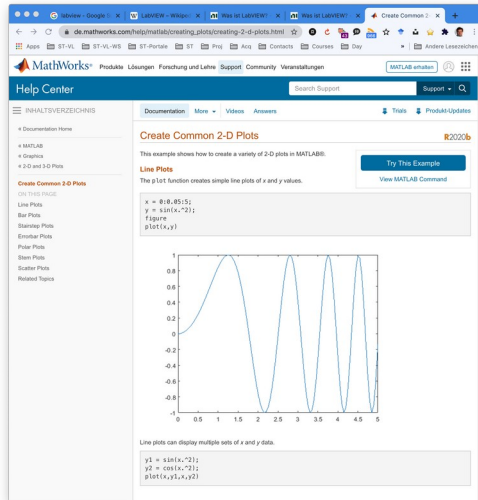 labview - Google
LabVIEW – Wikipe
Was ist LabVIEW?
Was ist LabVIEW?
Create Common 2-
de.mathworks.com/help/matlab/creating_plots/creating-2-d-plots.html
Apps
ST-VL
ST-VL-WS
ST-Portale
ST
Proj
Acq
Contacts
Courses
Day
»
Andere Lesezeichen
MathWorks®
Produkte
Lösungen
Forschung und Lehre
Support
Community
Veranstaltungen
MATLAB erhalten
Help Center
Search Support
Support
INHALTSVERZEICHNIS
Documentation
More
Videos
Answers
Trials
Produkt-Updates
« Documentation Home
« MATLAB
« Graphics
« 2-D and 3-D Plots
Create Common 2-D Plots
ON THIS PAGE
Line Plots
Bar Plots
Stairstep Plots
Errorbar Plots
Polar Plots
Stem Plots
Scatter Plots
Related Topics
Create Common 2-D Plots
R2020b
This example shows how to create a variety of 2-D plots in MATLAB®.
Try This Example
View MATLAB Command
Line Plots
The plot function creates simple line plots of x and y values.
x = 0:0.05:5;
y = sin(x.^2);
figure
plot(x,y)
1
0.8
0.6
0.4
0.2
0
-0.2
-0.4
-0.6
-0.8
-1
0 0.5 1 1.5 2 2.5 3 3.5 4 4.5 5
Line plots can display multiple sets of x and y data.
y1 = sin(x.^2);
y2 = cos(x.^2);
plot(x,y1,x,y2)